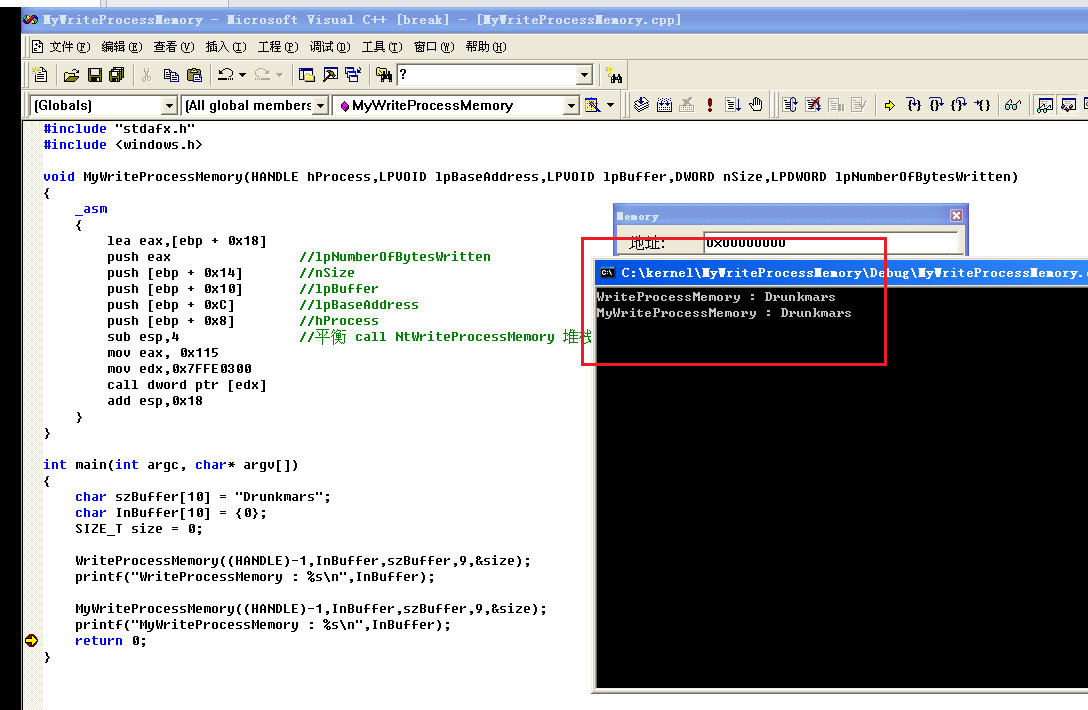 MyWriteProcessMemory - Microsoft Visual C++ [break] - [MyWriteProcessMemory.cpp]
文件(F) 编辑(E) 查看(V) 插入(I) 工程(P) 调试(D) 工具(T) 窗口(W) 帮助(H)
?
(Globals) (All global members MyWriteProcessMemory
#include "stdafx.h"
#include <windows.h>
void MyWriteProcessMemory(HANDLE hProcess,LPVOID lpBaseAddress,LPVOID lpBuffer,DWORD nSize,LPDWORD lpNumberOfBytesWritten)
{
_asm
{
lea eax,[ebp + 0x18]
push eax //lpNumberOfBytesWritten
push [ebp + 0x14] //nSize
push [ebp + 0x10] //lpBuffer
push [ebp + 0xC] //lpBaseAddress
push [ebp + 0x8] //hProcess
sub esp,4 //平衡 call NtWriteProcessMemory 堆栈
mov eax, 0x115
mov edx,0x7FFE0300
call dword ptr [edx]
add esp,0x18
}
}
int main(int argc, char* argv[])
{
char szBuffer[10] = "Drunkmars";
char InBuffer[10] = {0};
SIZE_T size = 0;
WriteProcessMemory((HANDLE)-1,InBuffer,szBuffer,9,&size);
printf("WriteProcessMemory : %s\n",InBuffer);
MyWriteProcessMemory((HANDLE)-1,InBuffer,szBuffer,9,&size);
printf("MyWriteProcessMemory : %s\n",InBuffer);
return 0;
}
Memory
地址: 0x00000000
C:\kernel\MyWriteProcessMemory\Debug\MyWriteProcessMemory.
WriteProcessMemory : Drunkmars
MyWriteProcessMemory : Drunkmars